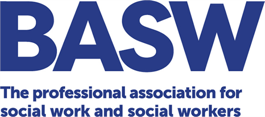 BASW
The professional association for
social work and social workers